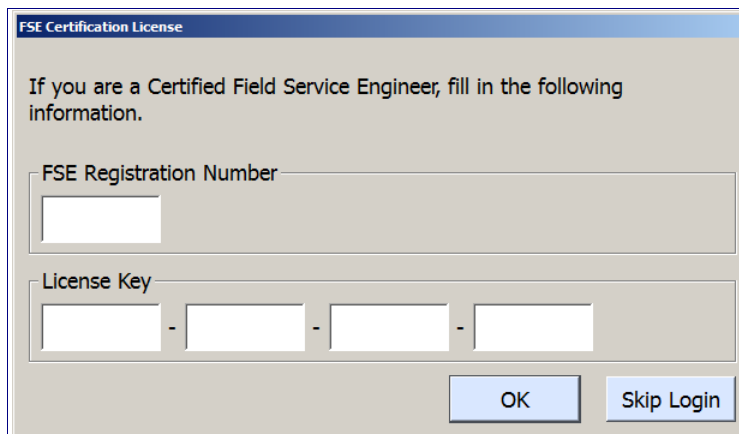 FSE Certification License
If you are a Certified Field Service Engineer, fill in the following
information.
FSE Registration Number
License Key
- - -
OK Skip Login